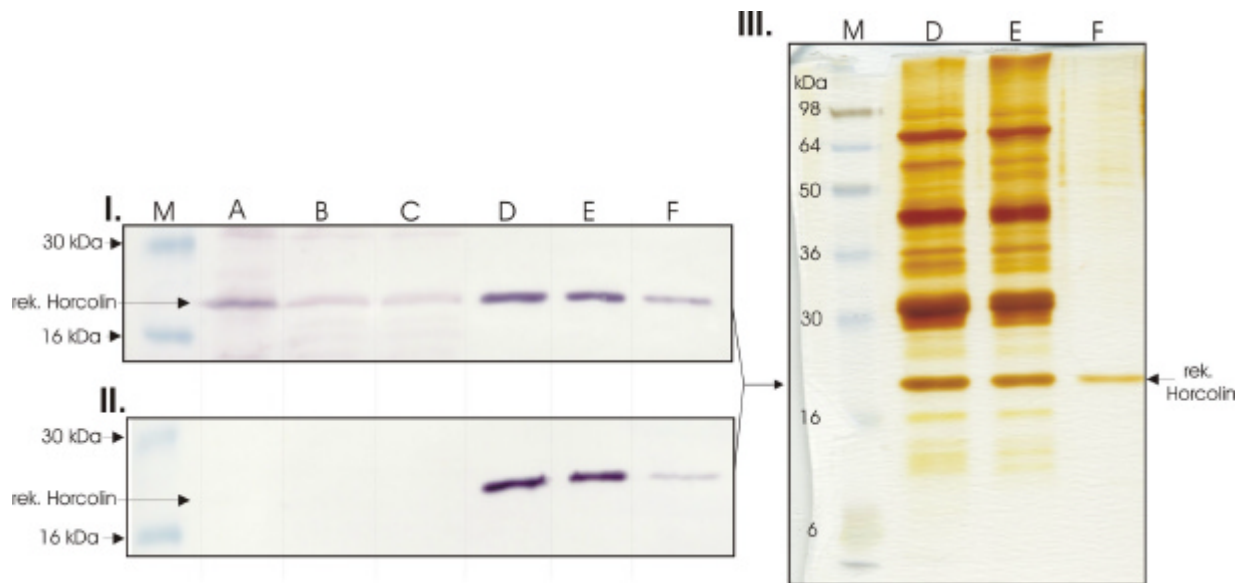 I.
M A B C D E F
30 kDa
rek. Horcolin
16 kDa
II.
30 kDa
rek. Horcolin
16 kDa
III.
M D E F
kDa
98
64
50
36
30
16
6
rek.
Horcolin